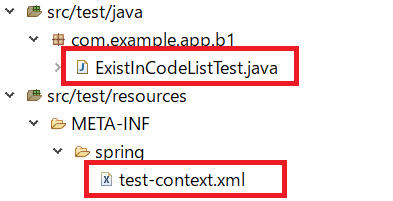 src/test/java
com.example.app.b1
ExistInCodeListTest.java
src/test/resources
META-INF
spring
test-context.xml